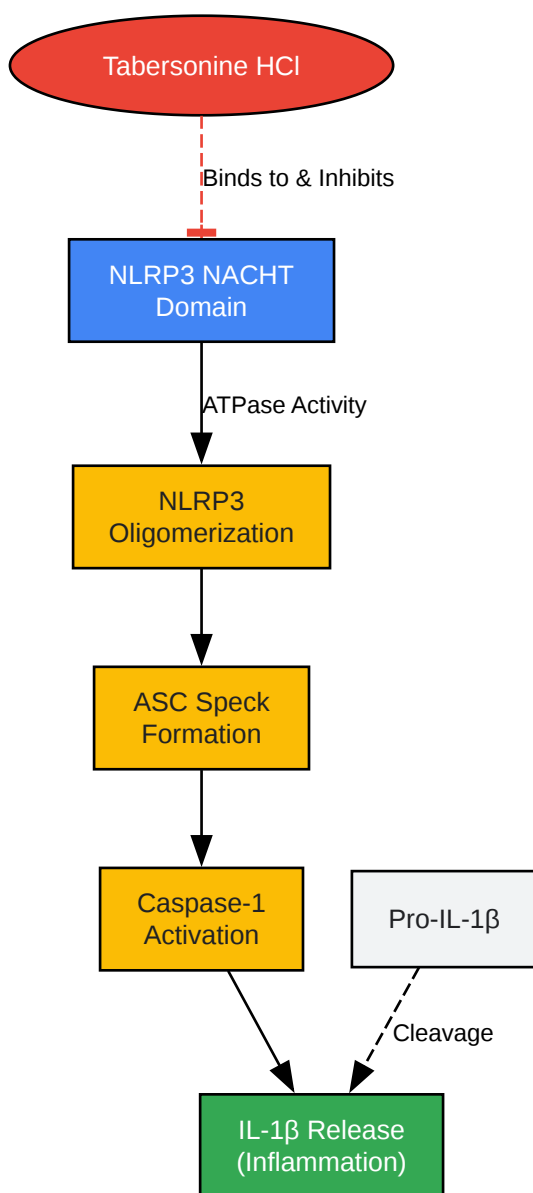 Tabersonine HCl
Binds to & Inhibits
NLRP3 NACHT
Domain
ATPase Activity
NLRP3
Oligomerization
ASC Speck
Formation
Caspase-1
Activation
Pro-IL-1β
Cleavage
IL-1β Release
(Inflammation)